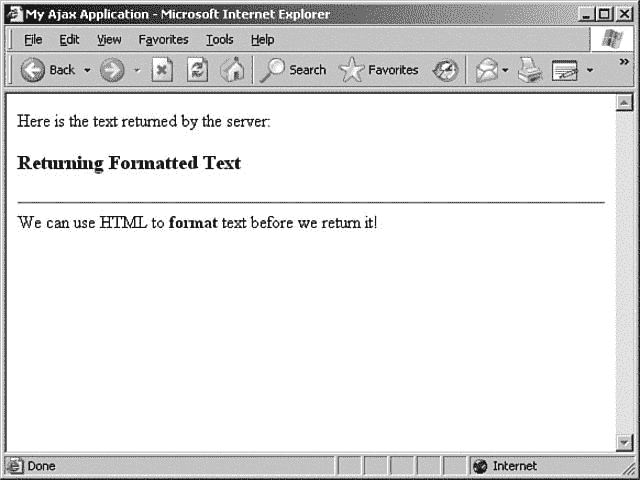 My Ajax Application - Microsoft Internet Explorer
File Edit View Favorites Tools Help
Back Search Favorites »
Here is the text returned by the server:
Returning Formatted Text
We can use HTML to format text before we return it!
Done Internet